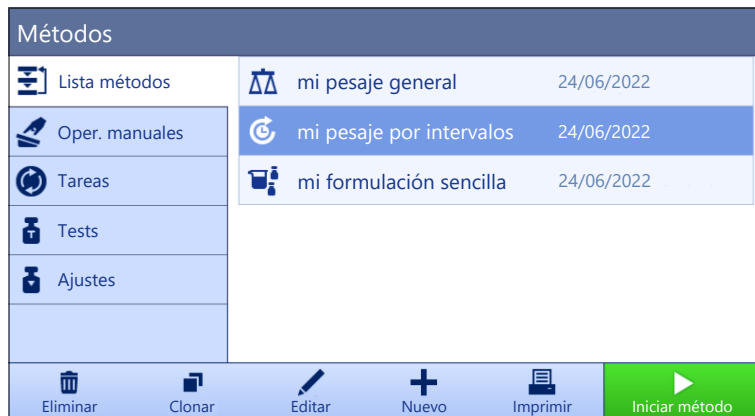 Métodos
Lista métodos
Oper. manuales
Tareas
Tests
Ajustes
mi pesaje general 24/06/2022
mi pesaje por intervalos 24/06/2022
mi formulación sencilla 24/06/2022
Eliminar Clonar Editar Nuevo Imprimir Iniciar método